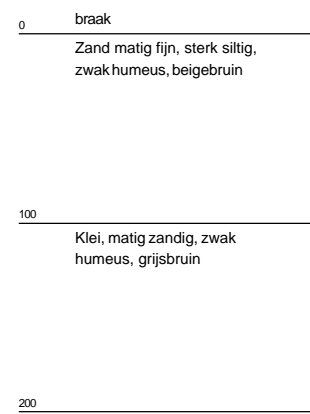 0 braak
Zand matig fijn, sterk siltig,
zwak humeus, beigebruin
100
Klei, matig zandig, zwak
humeus, grijsbruin
200